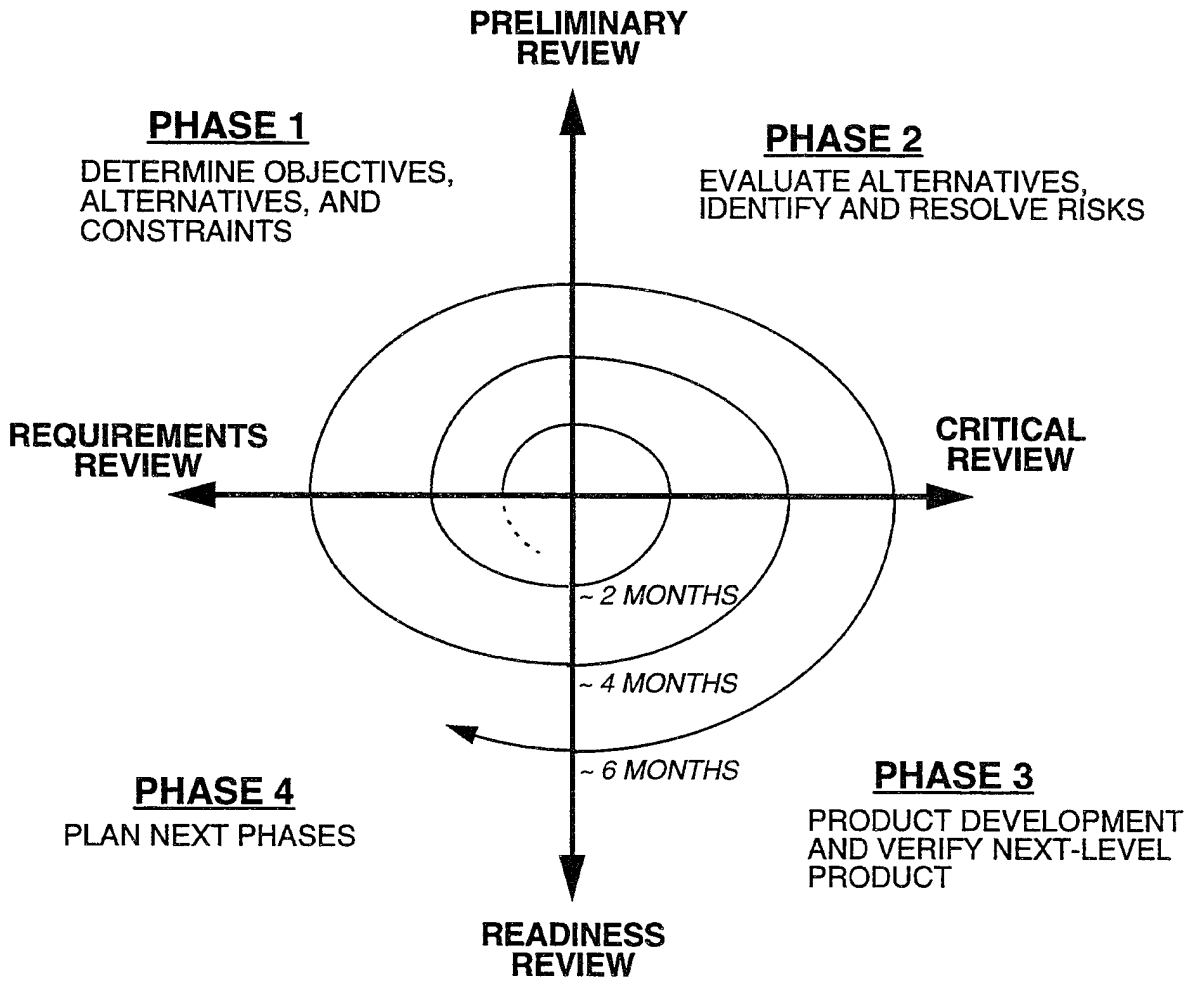 PRELIMINARY
REVIEW
PHASE 1
DETERMINE OBJECTIVES,
ALTERNATIVES, AND
CONSTRAINTS
PHASE 2
EVALUATE ALTERNATIVES,
IDENTIFY AND RESOLVE RISKS
REQUIREMENTS
REVIEW
CRITICAL
REVIEW
~ 2 MONTHS
~ 4 MONTHS
~ 6 MONTHS
PHASE 4
PLAN NEXT PHASES
PHASE 3
PRODUCT DEVELOPMENT
AND VERIFY NEXT-LEVEL
PRODUCT
READINESS
REVIEW